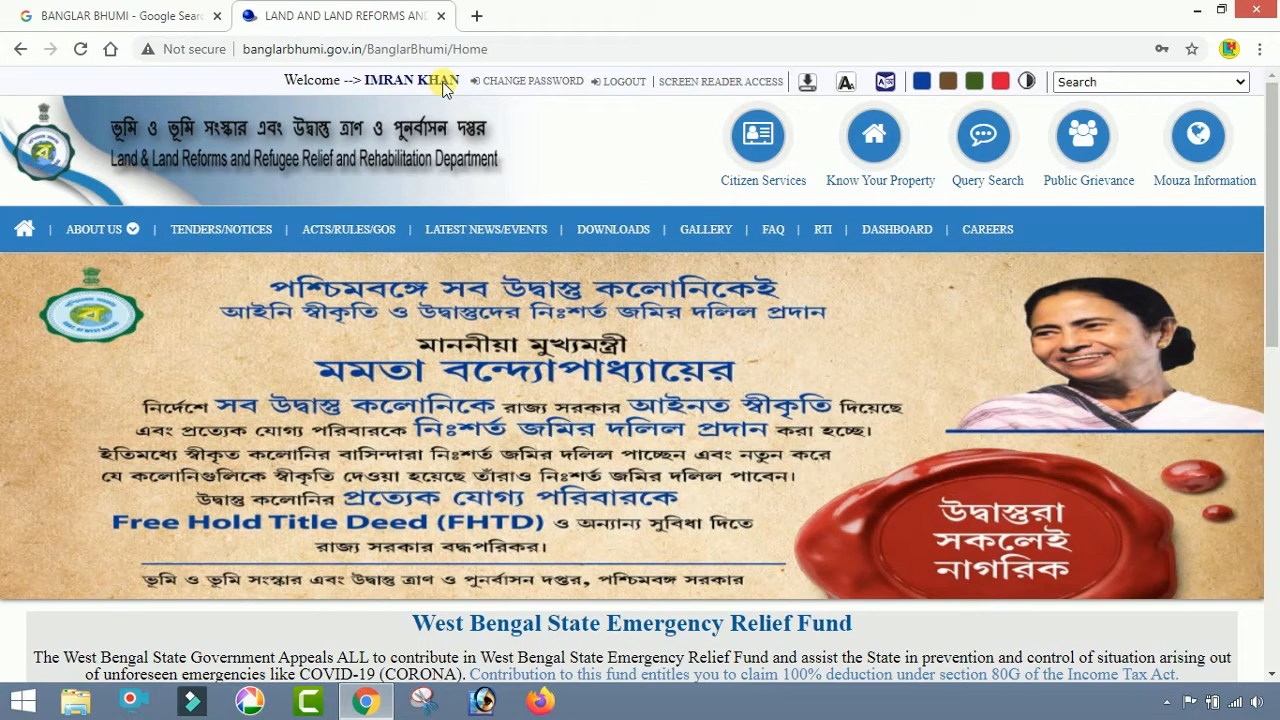 BANGLAR BHUMI - Google Sear
LAND AND LAND REFORMS AND
Not secure | banglarbhumi.gov.in/BanglarBhumi/Home
Welcome --> IMRAN KHAN CHANGE PASSWORD LOGOUT | SCREEN READER ACCESS | Search
ভূমি ও ভূমি সংস্কার এবং উদ্বাস্তু ত্রাণ ও পুনর্বাসন দপ্তর
Land & Land Reforms and Refugee Relief and Rehabilitation Department
Citizen Services Know Your Property Query Search Public Grievance Mouza Information
ABOUT US | TENDERS/NOTICES | ACTS/RULES/GOS | LATEST NEWS/EVENTS | DOWNLOADS | GALLERY | FAQ | RTI | DASHBOARD | CAREERS
পশ্চিমবঙ্গে সব উদ্বাস্তু কলোনিকেই
আইনি স্বীকৃতি ও উদ্বাস্তুদের নিঃশর্ত জমির দলিল প্রদান
মাননীয়া মুখ্যমন্ত্রী
মমতা বন্দ্যোপাধ্যায়ের
নির্দেশে সব উদ্বাস্তু কলোনিকে রাজ্য সরকার আইনত স্বীকৃতি দিয়েছে
এবং প্রত্যেক যোগ্য পরিবারকে নিঃশর্ত জমির দলিল প্রদান করা হচ্ছে।
ইতিমধ্যে স্বীকৃত কলোনির বাসিন্দারা নিঃশর্ত জমির দলিল পাচ্ছেন এবং নতুন করে
যে কলোনিগুলিকে স্বীকৃতি দেওয়া হয়েছে তাঁরাও নিঃশর্ত জমির দলিল পাবেন।
উদ্বাস্তু কলোনির প্রত্যেক যোগ্য পরিবারকে
Free Hold Title Deed (FHTD) ও অন্যান্য সুবিধা দিতে
রাজ্য সরকার বদ্ধপরিকর।
ভূমি ও ভূমি সংস্কার এবং উদ্বাস্তু ত্রাণ ও পুনর্বাসন দপ্তর, পশ্চিমবঙ্গ সরকার
উদ্বাস্তুরা
সকলেই
নাগরিক
West Bengal State Emergency Relief Fund
The West Bengal State Government Appeals ALL to contribute in West Bengal State Emergency Relief Fund and assist the State in prevention and control of situation arising out
of unforeseen emergencies like COVID-19 (CORONA). Contribution to this fund entitles you to claim 100% deduction under section 80G of the Income Tax Act.